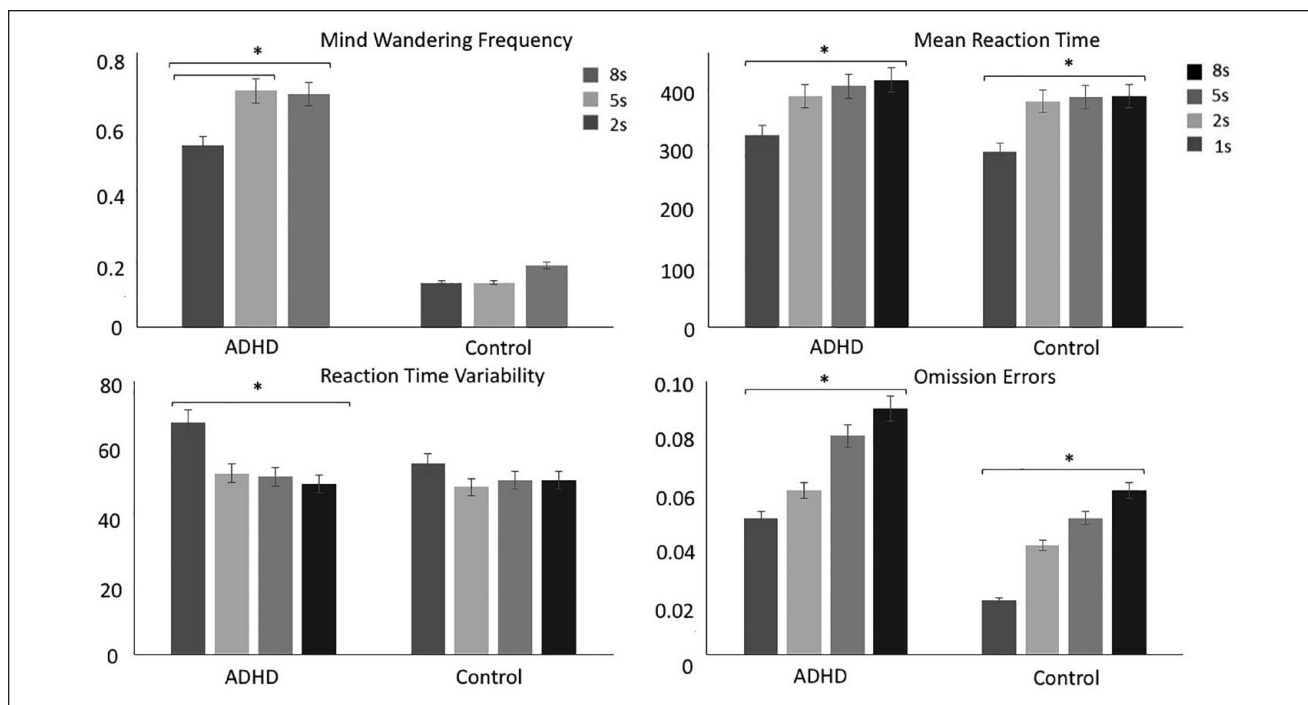 Mind Wandering Frequency
0.8
0.6
0.4
0.2
0
*
8s
5s
2s
ADHD
Control
Mean Reaction Time
400
300
200
100
0
*
*
8s
5s
2s
1s
ADHD
Control
Reaction Time Variability
80
60
40
20
0
*
ADHD
Control
Omission Errors
0.10
0.08
0.06
0.04
0.02
0
*
*
ADHD
Control